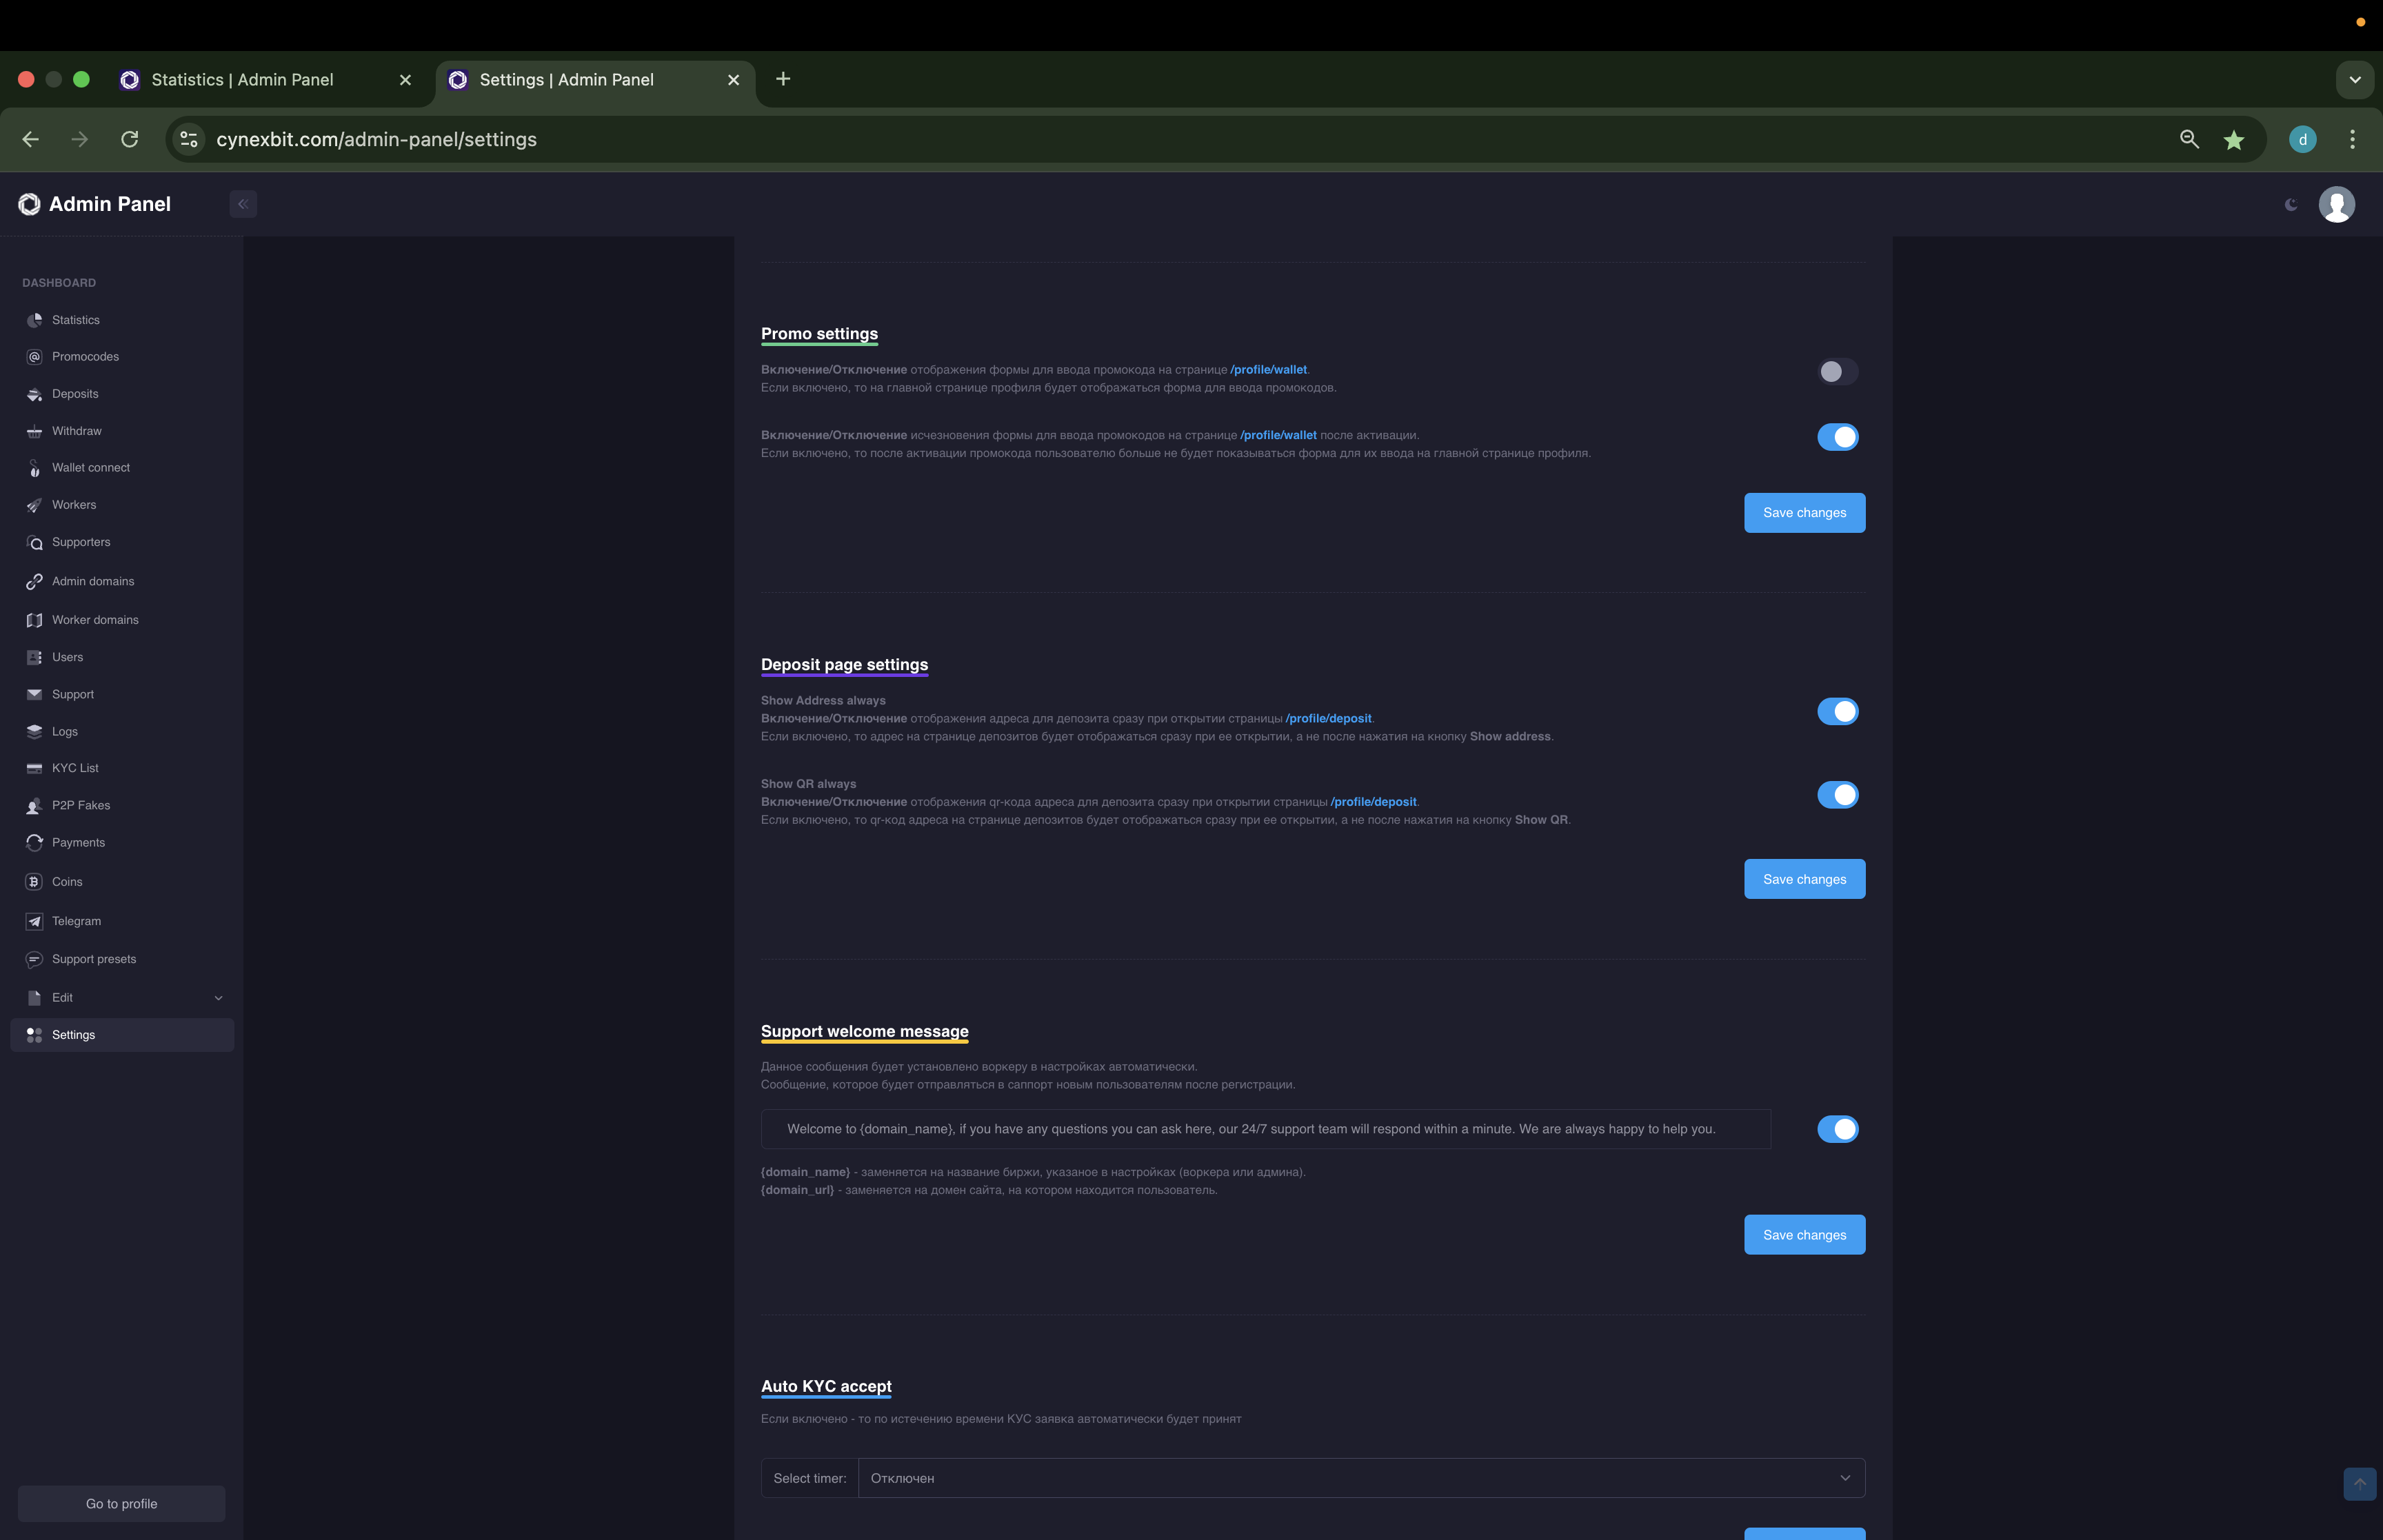 Statistics | Admin Panel
Settings | Admin Panel
cynexbit.com/admin-panel/settings
d
Admin Panel
DASHBOARD
Statistics
Promocodes
Deposits
Withdraw
Wallet connect
Workers
Supporters
Admin domains
Worker domains
Users
Support
Logs
KYC List
P2P Fakes
Payments
Coins
Telegram
Support presets
Edit
Settings
Go to profile
Promo settings
Включение/Отключение отображения формы для ввода промокода на странице /profile/wallet.
Если включено, то на главной странице профиля будет отображаться форма для ввода промокодов.
Включение/Отключение исчезновения формы для ввода промокодов на странице /profile/wallet после активации.
Если включено, то после активации промокода пользователю больше не будет показываться форма для их ввода на главной странице профиля.
Save changes
Deposit page settings
Show Address always
Включение/Отключение отображения адреса для депозита сразу при открытии страницы /profile/deposit.
Если включено, то адрес на странице депозитов будет отображаться сразу при ее открытии, а не после нажатия на кнопку Show address.
Show QR always
Включение/Отключение отображения qr-кода адреса для депозита сразу при открытии страницы /profile/deposit.
Если включено, то qr-код адреса на странице депозитов будет отображаться сразу при ее открытии, а не после нажатия на кнопку Show QR.
Save changes
Support welcome message
Данное сообщения будет установлено воркеру в настройках автоматически.
Сообщение, которое будет отправляться в саппорт новым пользователям после регистрации.
Welcome to {domain_name}, if you have any questions you can ask here, our 24/7 support team will respond within a minute. We are always happy to help you.
{domain_name} - заменяется на название биржи, указаное в настройках (воркера или админа).
{domain_url} - заменяется на домен сайта, на котором находится пользователь.
Save changes
Auto KYC accept
Если включено - то по истечению времени КУС заявка автоматически будет принят
Select timer:
Отключен